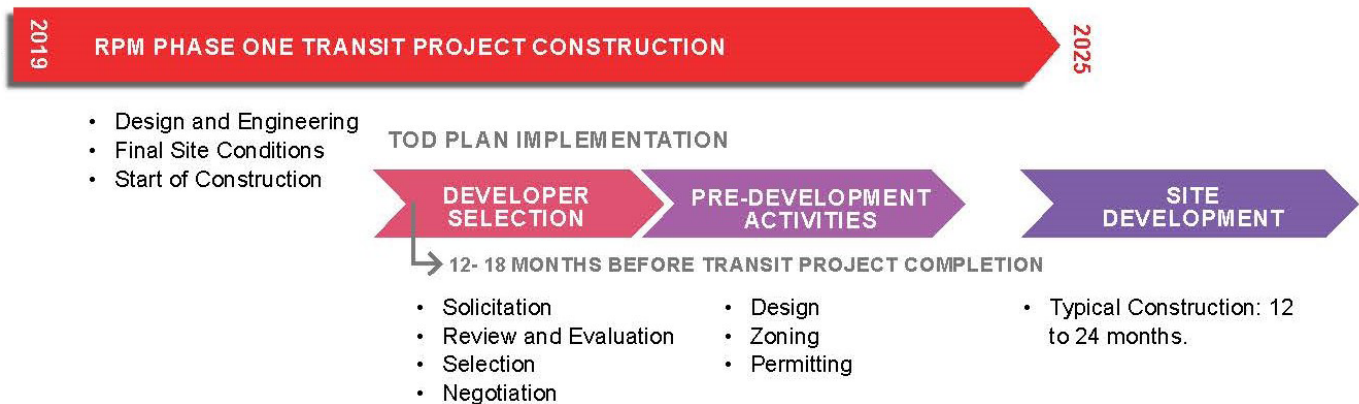 2019
RPM PHASE ONE TRANSIT PROJECT CONSTRUCTION
2025
• Design and Engineering
• Final Site Conditions
• Start of Construction
TOD PLAN IMPLEMENTATION
DEVELOPER
SELECTION
PRE-DEVELOPMENT
ACTIVITIES
SITE
DEVELOPMENT
12- 18 MONTHS BEFORE TRANSIT PROJECT COMPLETION
• Solicitation
• Review and Evaluation
• Selection
• Negotiation
• Design
• Zoning
• Permitting
• Typical Construction: 12
to 24 months.